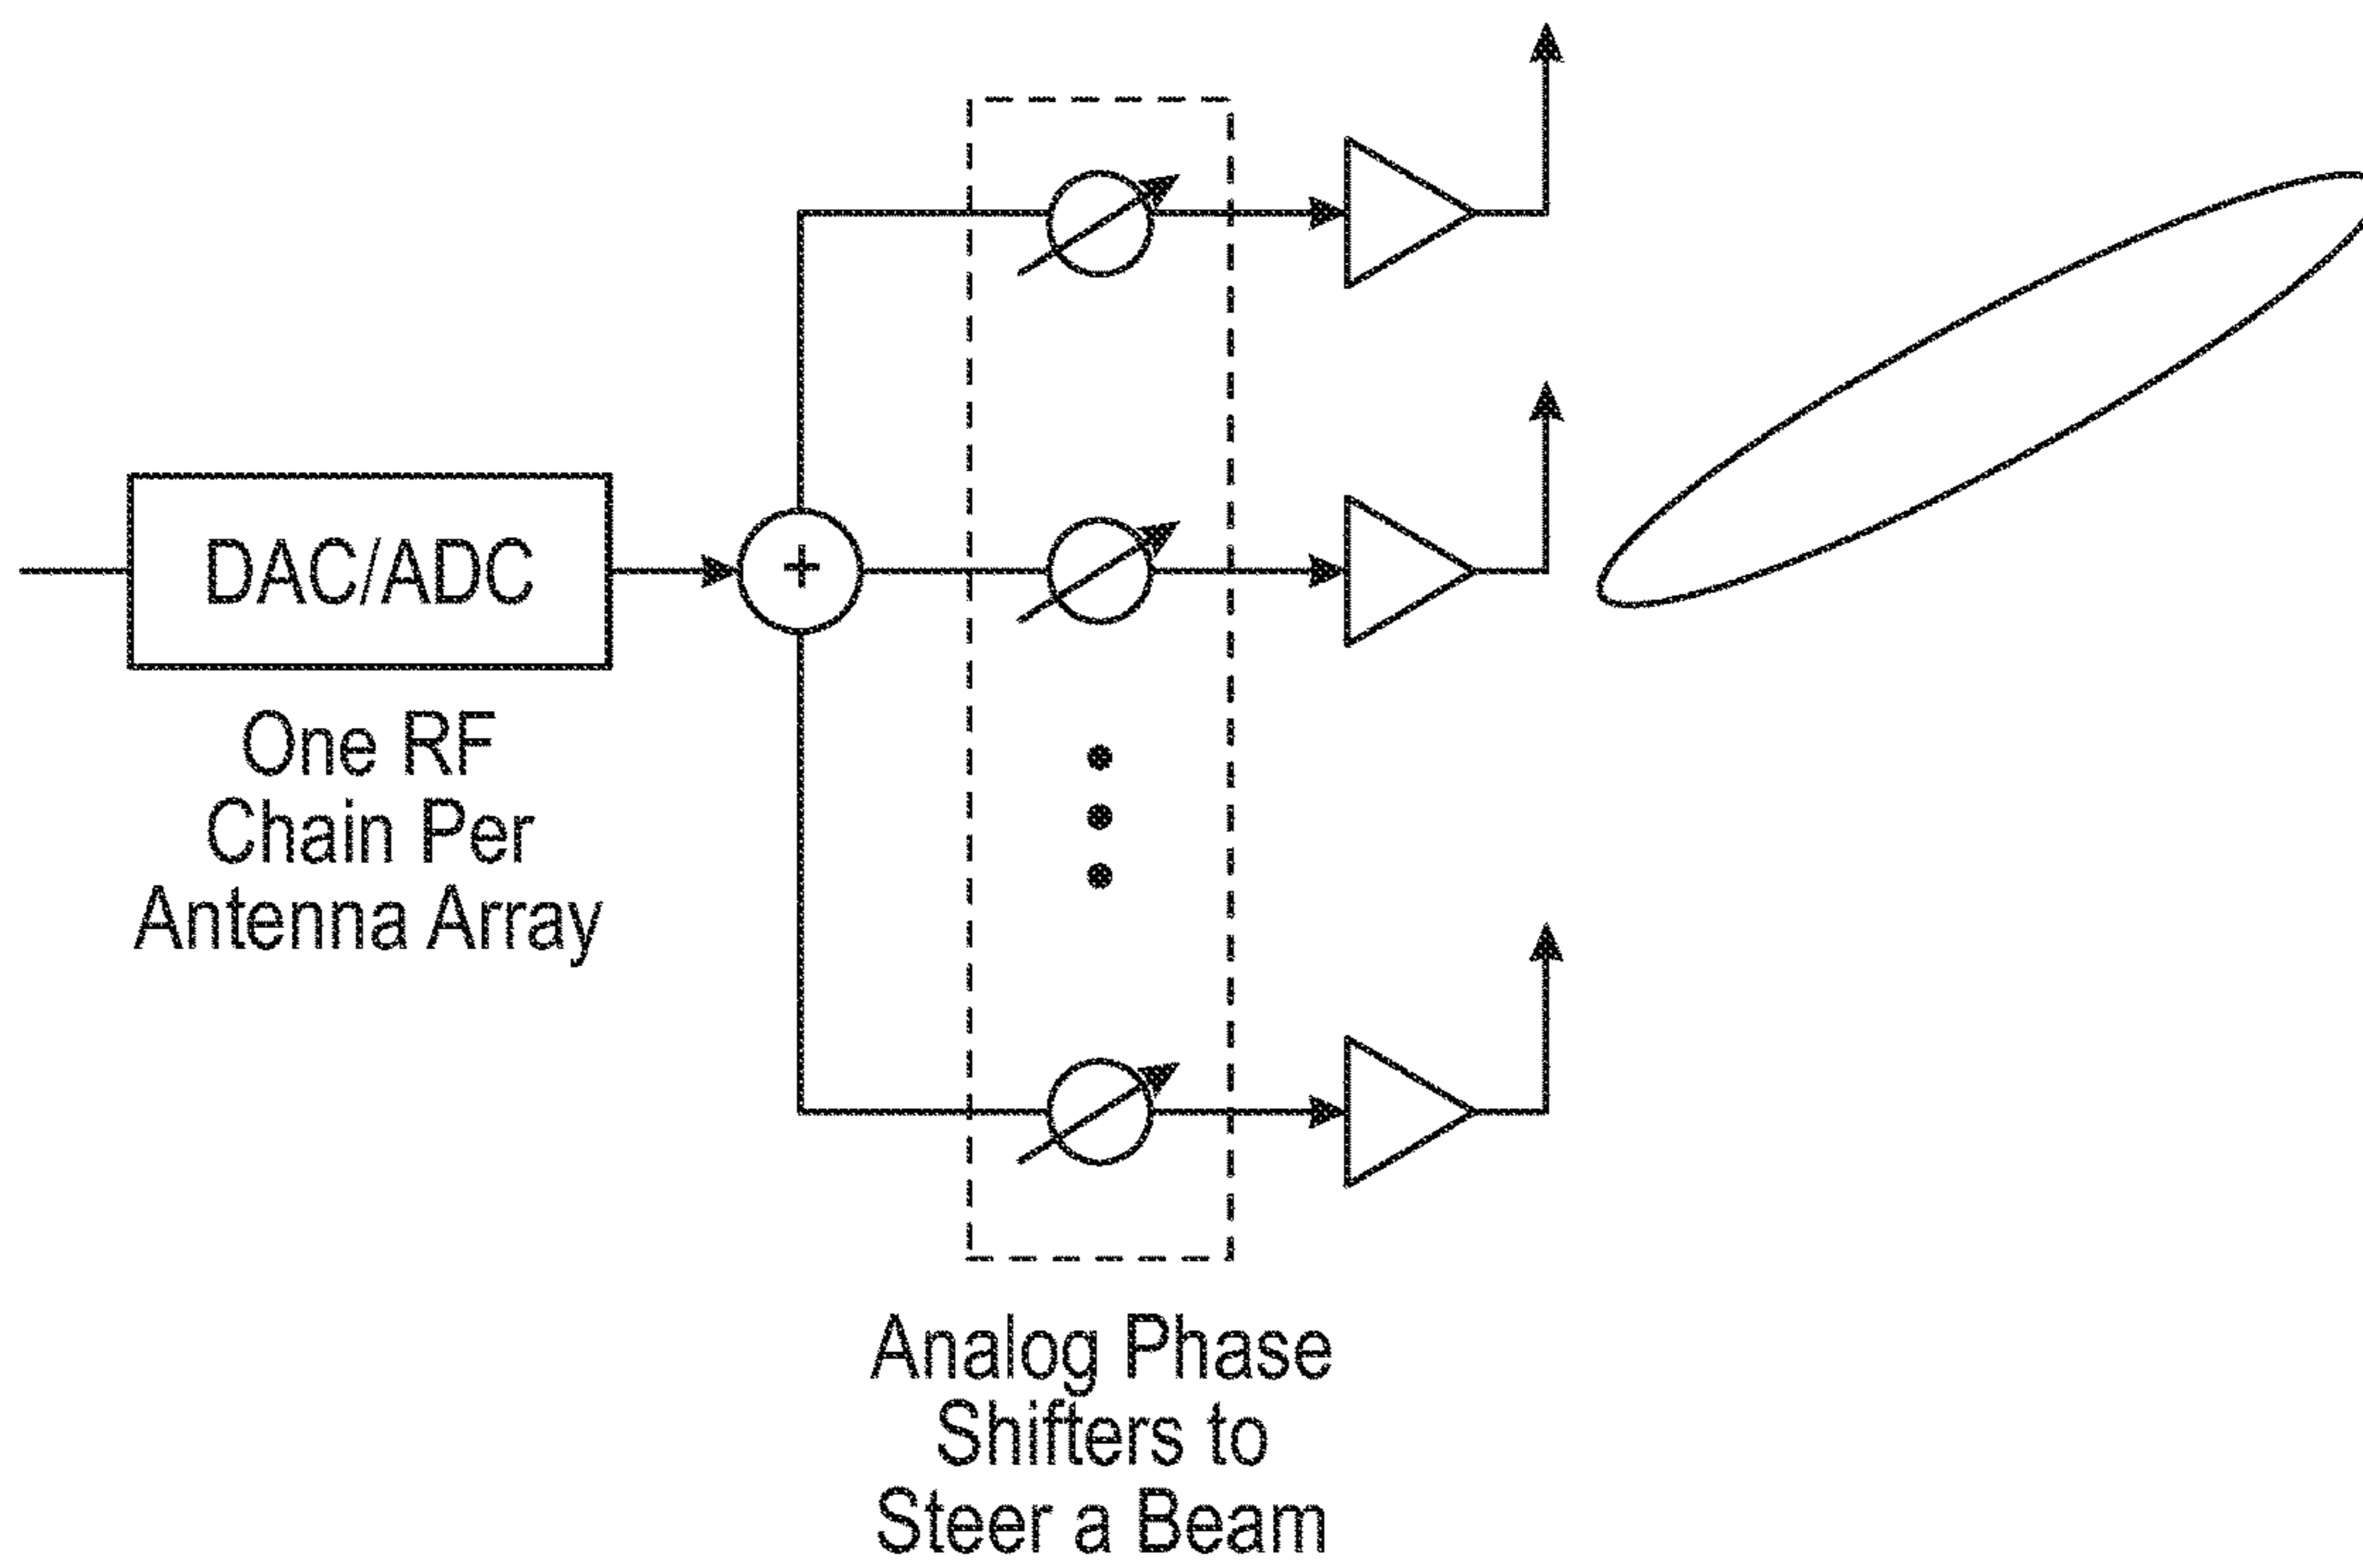 DAC/ADC
+
One RF
Chain Per
Antenna Array
Analog Phase
Shifters to
Steer a Beam